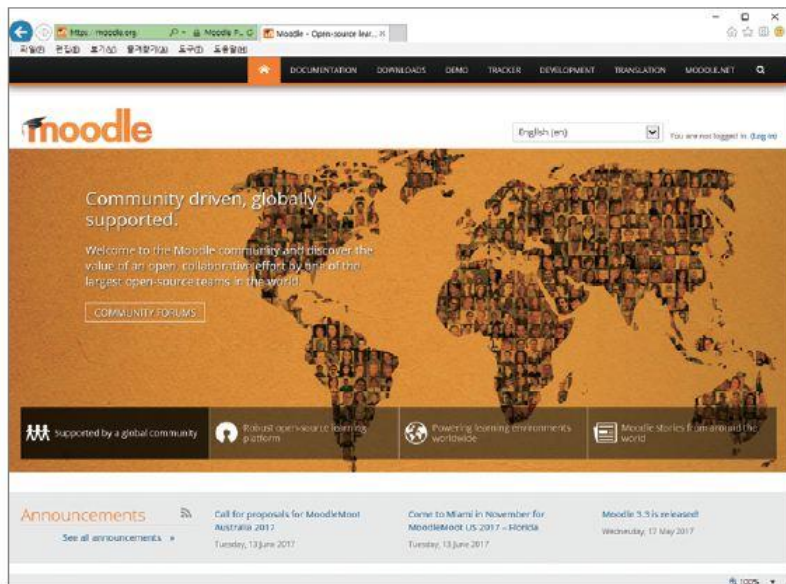 https://moodle.org
Moodle P...
Moodle - Open-source lear...
파일(F) 편집(E) 보기(V) 즐겨찾기(A) 도구(T) 도움말(H)
DOCUMENTATION DOWNLOADS DEMO TRACKER DEVELOPMENT TRANSLATION MOODLE.NET
moodle
English (en)
You are not logged in. (Log in)
Community driven, globally
supported.
Welcome to the Moodle community and discover the
value of an open, collaborative effort by one of the
largest open-source teams in the world.
COMMUNITY FORUMS
Supported by a global community
Robust open-source learning
platform
Powering learning environments
worldwide
Moodle stories from around the
world
Announcements
See all announcements »
Call for proposals for MoodleMoot
Australia 2017
Tuesday, 13 June 2017
Come to Miami in November for
MoodleMoot US 2017 – Florida
Tuesday, 13 June 2017
Moodle 3.3 is released!
Wednesday, 17 May 2017
100%